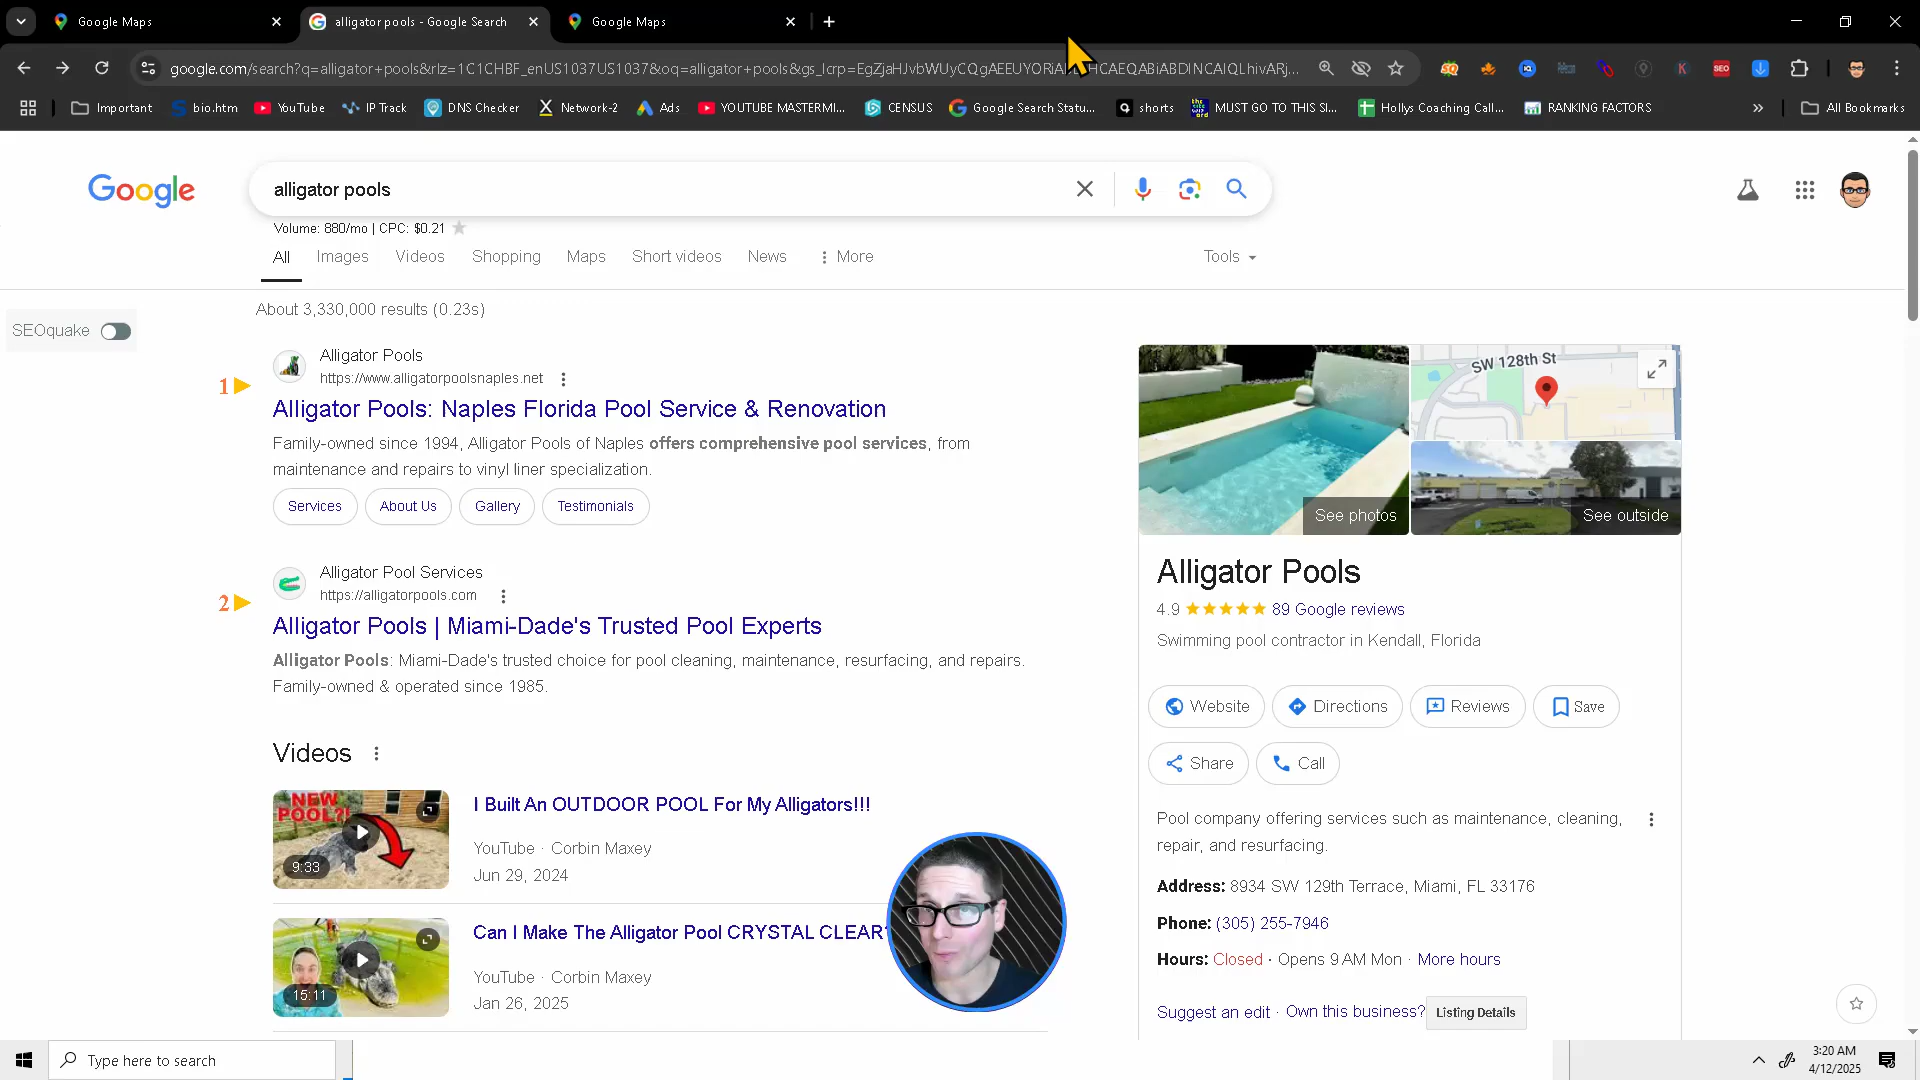 Google Maps
alligator pools - Google Search
Google Maps
google.com/search?q=alligator+pools&rlz=1C1CHBF_enUS1037US1037&oq=alligator+pools&gs_lcrp=
Important
bio.htm
YouTube
IP Track
DNS Checker
Network-2
Ads
YOUTUBE MASTERMI...
CENSUS
Google Search Statu...
shorts
MUST GO TO THIS SI...
Hollys Coaching Call...
RANKING FACTORS
All Bookmarks
Google
alligator pools
Volume: 880/mo | CPC: $0.21
All
Images
Videos
Shopping
Maps
Short videos
News
More
Tools
About 3,330,000 results (0.23s)
SEOquake
1
Alligator Pools
https://www.alligatorpoolsnaples.net
Alligator Pools: Naples Florida Pool Service & Renovation
Family-owned since 1994, Alligator Pools of Naples offers comprehensive pool services, from
maintenance and repairs to vinyl liner specialization.
Services
About Us
Gallery
Testimonials
2
Alligator Pool Services
https://alligatorpools.com
Alligator Pools | Miami-Dade's Trusted Pool Experts
Alligator Pools: Miami-Dade's trusted choice for pool cleaning, maintenance, resurfacing, and repairs.
Family-owned & operated since 1985.
Videos
NEW
POOL?!
9:33
I Built An OUTDOOR POOL For My Alligators!!!
YouTube · Corbin Maxey
Jun 29, 2024
15:11
Can I Make The Alligator Pool CRYSTAL CLEAR?
YouTube · Corbin Maxey
Jan 26, 2025
SW 128th St
See photos
See outside
Alligator Pools
4.9
89 Google reviews
Swimming pool contractor in Kendall, Florida
Website
Directions
Reviews
Save
Share
Call
Pool company offering services such as maintenance, cleaning,
repair, and resurfacing.
Address: 8934 SW 129th Terrace, Miami, FL 33176
Phone: (305) 255-7946
Hours: Closed · Opens 9 AM Mon · More hours
Suggest an edit · Own this business?
Listing Details
Type here to search
3:20 AM
4/12/2025